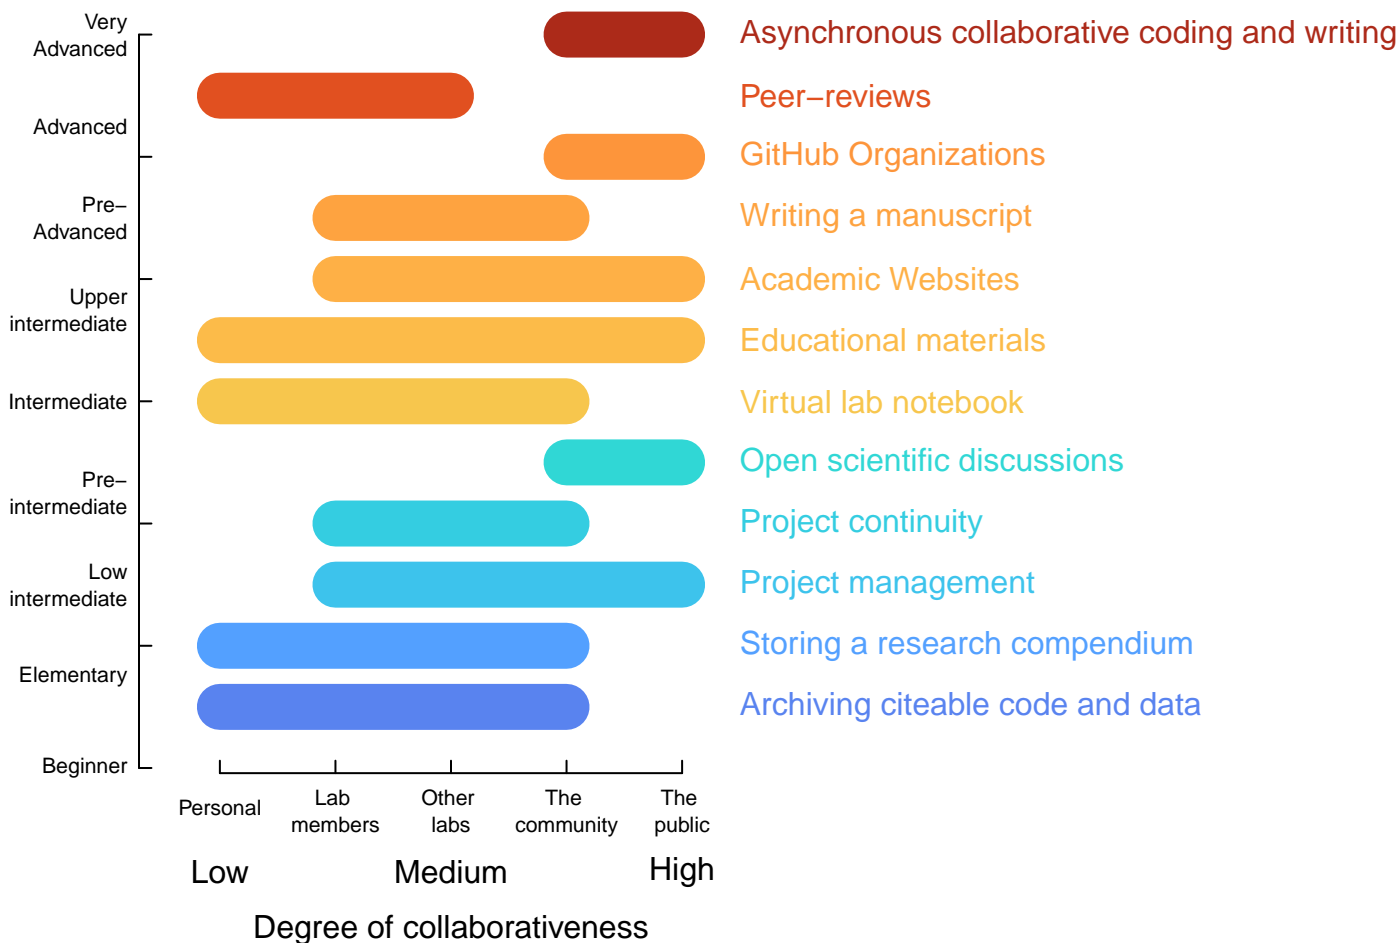 Very
Advanced
Asynchronous collaborative coding and writing
Peer−reviews
Advanced
GitHub Organizations
Pre−
Advanced
Writing a manuscript
Academic Websites
Upper
intermediate
Educational materials
Intermediate
Virtual lab notebook
Open scientific discussions
Pre−
intermediate
Project continuity
Low
intermediate
Project management
Storing a research compendium
Elementary
Archiving citeable code and data
Beginner
Personal
Lab
members
Other
labs
The
community
The
public
Low
Medium
High
Degree of collaborativeness